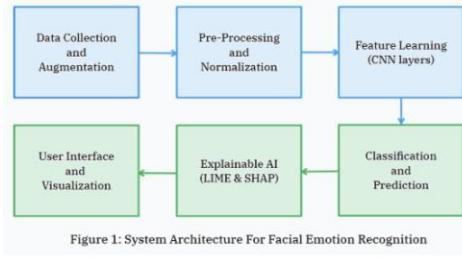 Data Collection
and
Augmentation
Pre-Processing
and
Normalization
Feature Learning
(CNN layers)
User Interface
and
Visualization
Explainable AI
(LIME & SHAP)
Classification
and
Prediction
Figure 1: System Architecture For Facial Emotion Recognition